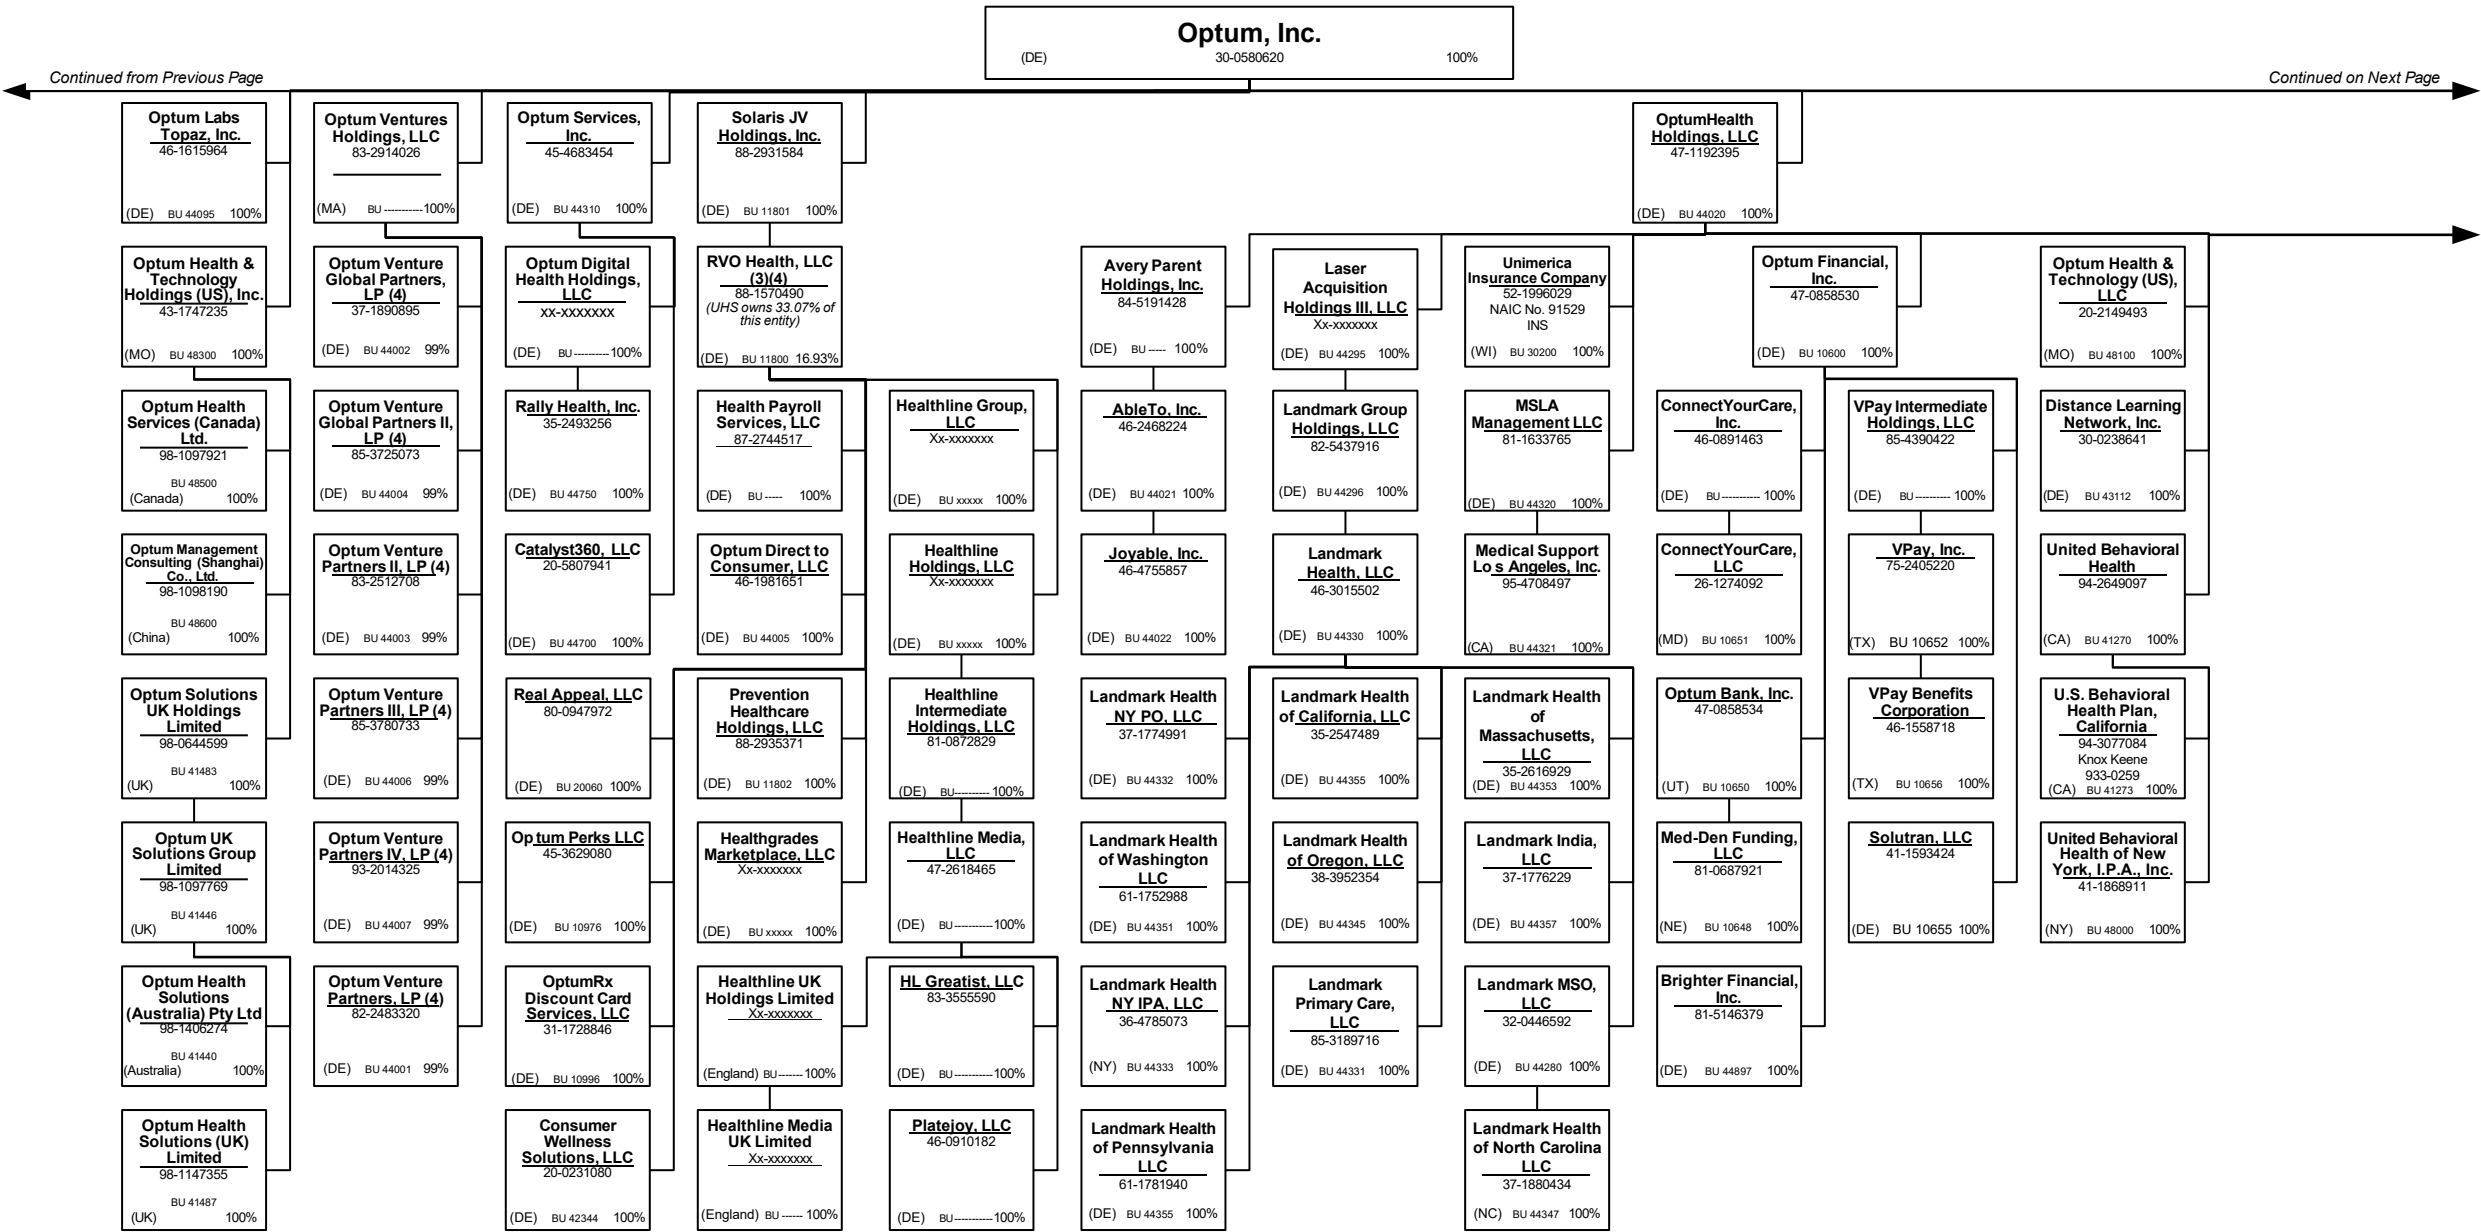 Optum, Inc.
(DE) 30-0580620 100%
Continued from Previous Page
Continued on Next Page
Optum Labs
Topaz, Inc.
46-1615964
(DE) BU 44095 100%
Optum Ventures
Holdings, LLC
83-2914026
(MA) BU -----------100%
Optum Services,
Inc.
45-4683454
(DE) BU 44310 100%
Solaris JV
Holdings, Inc.
88-2931584
(DE) BU 11801 100%
OptumHealth
Holdings, LLC
47-1192395
(DE) BU 44020 100%
Optum Health &
Technology
Holdings (US), Inc.
43-1747235
(MO) BU 48300 100%
Optum Venture
Global Partners,
LP (4)
37-1890895
(DE) BU 44002 99%
Optum Digital
Health Holdings,
LLC
xx-xxxxxxx
(DE) BU----------100%
RVO Health, LLC
(3)(4)
88-1570490
(UHS owns 33.07% of
this entity)
(DE) BU 11800 16.93%
Avery Parent
Holdings, Inc.
84-5191428
(DE) BU ----- 100%
Laser
Acquisition
Holdings III, LLC
Xx-xxxxxxx
(DE) BU 44295 100%
Unimerica
Insurance Company
52-1996029
NAIC No. 91529
INS
(WI) BU 30200 100%
Optum Financial,
Inc.
47-0858530
(DE) BU 10600 100%
Optum Health &
Technology (US),
LLC
20-2149493
(MO) BU 48100 100%
Optum Health
Services (Canada)
Ltd.
98-1097921
BU 48500
(Canada) 100%
Optum Venture
Global Partners II,
LP (4)
85-3725073
(DE) BU 44004 99%
Rally Health, Inc.
35-2493256
(DE) BU 44750 100%
Health Payroll
Services, LLC
87-2744517
(DE) BU ----- 100%
Healthline Group,
LLC
Xx-xxxxxxx
(DE) BU xxxxx 100%
AbleTo, Inc.
46-2468224
(DE) BU 44021 100%
Landmark Group
Holdings, LLC
82-5437916
(DE) BU 44296 100%
MSLA
Management LLC
81-1633765
(DE) BU 44320 100%
ConnectYourCare,
Inc.
46-0891463
(DE) BU----------- 100%
VPay Intermediate
Holdings, LLC
85-4390422
(DE) BU---------- 100%
Distance Learning
Network, Inc.
30-0238641
(DE) BU 43112 100%
Optum Management
Consulting (Shanghai)
Co., Ltd.
98-1098190
BU 48600
(China) 100%
Optum Venture
Partners II, LP (4)
83-2512708
(DE) BU 44003 99%
Catalyst360, LLC
20-5807941
(DE) BU 44700 100%
Optum Direct to
Consumer, LLC
46-1981651
(DE) BU 44005 100%
Healthline
Holdings, LLC
Xx-xxxxxxx
(DE) BU xxxxx 100%
Joyable, Inc.
46-4755857
(DE) BU 44022 100%
Landmark
Health, LLC
46-3015502
(DE) BU 44330 100%
Medical Support
Los Angeles, Inc.
95-4708497
(CA) BU 44321 100%
ConnectYourCare,
LLC
26-1274092
(MD) BU 10651 100%
VPay, Inc.
75-2405220
(TX) BU 10652 100%
United Behavioral
Health
94-2649097
(CA) BU 41270 100%
Optum Solutions
UK Holdings
Limited
98-0644599
BU 41483
(UK) 100%
Optum Venture
Partners III, LP (4)
85-3780733
(DE) BU 44006 99%
Real Appeal, LLC
80-0947972
(DE) BU 20060 100%
Prevention
Healthcare
Holdings, LLC
88-2935371
(DE) BU 11802 100%
Healthline
Intermediate
Holdings, LLC
81-0872829
(DE) BU---------- 100%
Landmark Health
NY PO, LLC
37-1774991
(DE) BU 44332 100%
Landmark Health
of California, LLC
35-2547489
(DE) BU 44355 100%
Landmark Health
of
Massachusetts,
LLC
35-2616929
(DE) BU 44353 100%
Optum Bank, Inc.
47-0858534
(UT) BU 10650 100%
VPay Benefits
Corporation
46-1558718
(TX) BU 10656 100%
U.S. Behavioral
Health Plan,
California
94-3077084
Knox Keene
933-0259
(CA) BU 41273 100%
Optum UK
Solutions Group
Limited
98-1097769
BU 41446
(UK) 100%
Optum Venture
Partners IV, LP (4)
93-2014325
(DE) BU 44007 99%
Optum Perks LLC
45-3629080
(DE) BU 10976 100%
Healthgrades
Marketplace, LLC
Xx-xxxxxxx
(DE) BU xxxxx 100%
Healthline Media,
LLC
47-2618465
(DE) BU-----------100%
Landmark Health
of Washington
LLC
61-1752988
(DE) BU 44351 100%
Landmark Health
of Oregon, LLC
38-3952354
(DE) BU 44345 100%
Landmark India,
LLC
37-1776229
(DE) BU 44357 100%
Med-Den Funding,
LLC
81-0687921
(NE) BU 10648 100%
Solutran, LLC
41-1593424
(DE) BU 10655 100%
United Behavioral
Health of New
York, I.P.A., Inc.
41-1868911
(NY) BU 48000 100%
Optum Health
Solutions
(Australia) Pty Ltd
98-1406274
BU 41440
(Australia) 100%
Optum Venture
Partners, LP (4)
82-2483320
(DE) BU 44001 99%
OptumRx
Discount Card
Services, LLC
31-1728846
(DE) BU 10996 100%
Healthline UK
Holdings Limited
Xx-xxxxxxx
(England) BU-------100%
HL Greatist, LLC
83-3555590
(DE) BU-----------100%
Landmark Health
NY IPA, LLC
36-4785073
(NY) BU 44333 100%
Landmark
Primary Care,
LLC
85-3189716
(DE) BU 44331 100%
Landmark MSO,
LLC
32-0446592
(DE) BU 44280 100%
Brighter Financial,
Inc.
81-5146379
(DE) BU 44897 100%
Optum Health
Solutions (UK)
Limited
98-1147355
BU 41487
(UK) 100%
Consumer
Wellness
Solutions, LLC
20-0231080
(DE) BU 42344 100%
Healthline Media
UK Limited
Xx-xxxxxxx
(England) BU ------ 100%
Platejoy, LLC
46-0910182
(DE) BU-----------100%
Landmark Health
of Pennsylvania
LLC
61-1781940
(DE) BU 44355 100%
Landmark Health
of North Carolina
LLC
37-1880434
(NC) BU 44347 100%